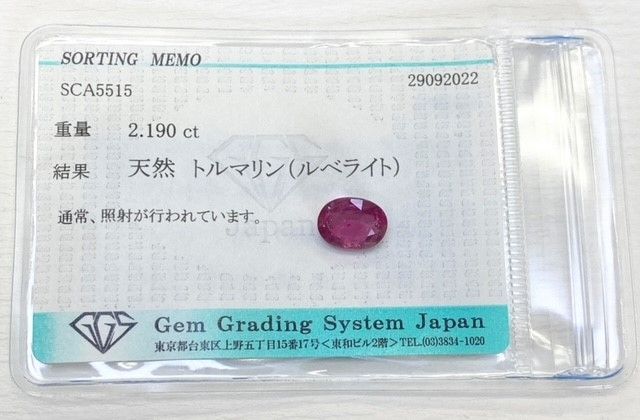 SORTING MEMO
SCA5515
29092022
重量 2.190 ct
結果 天然 トルマリン(ルベライト)
通常、照射が行われています。
Japan
GGS
Gem Grading System Japan
東京都台東区上野五丁目15番17号<東和ビル2階>TEL.(03)3834-1020